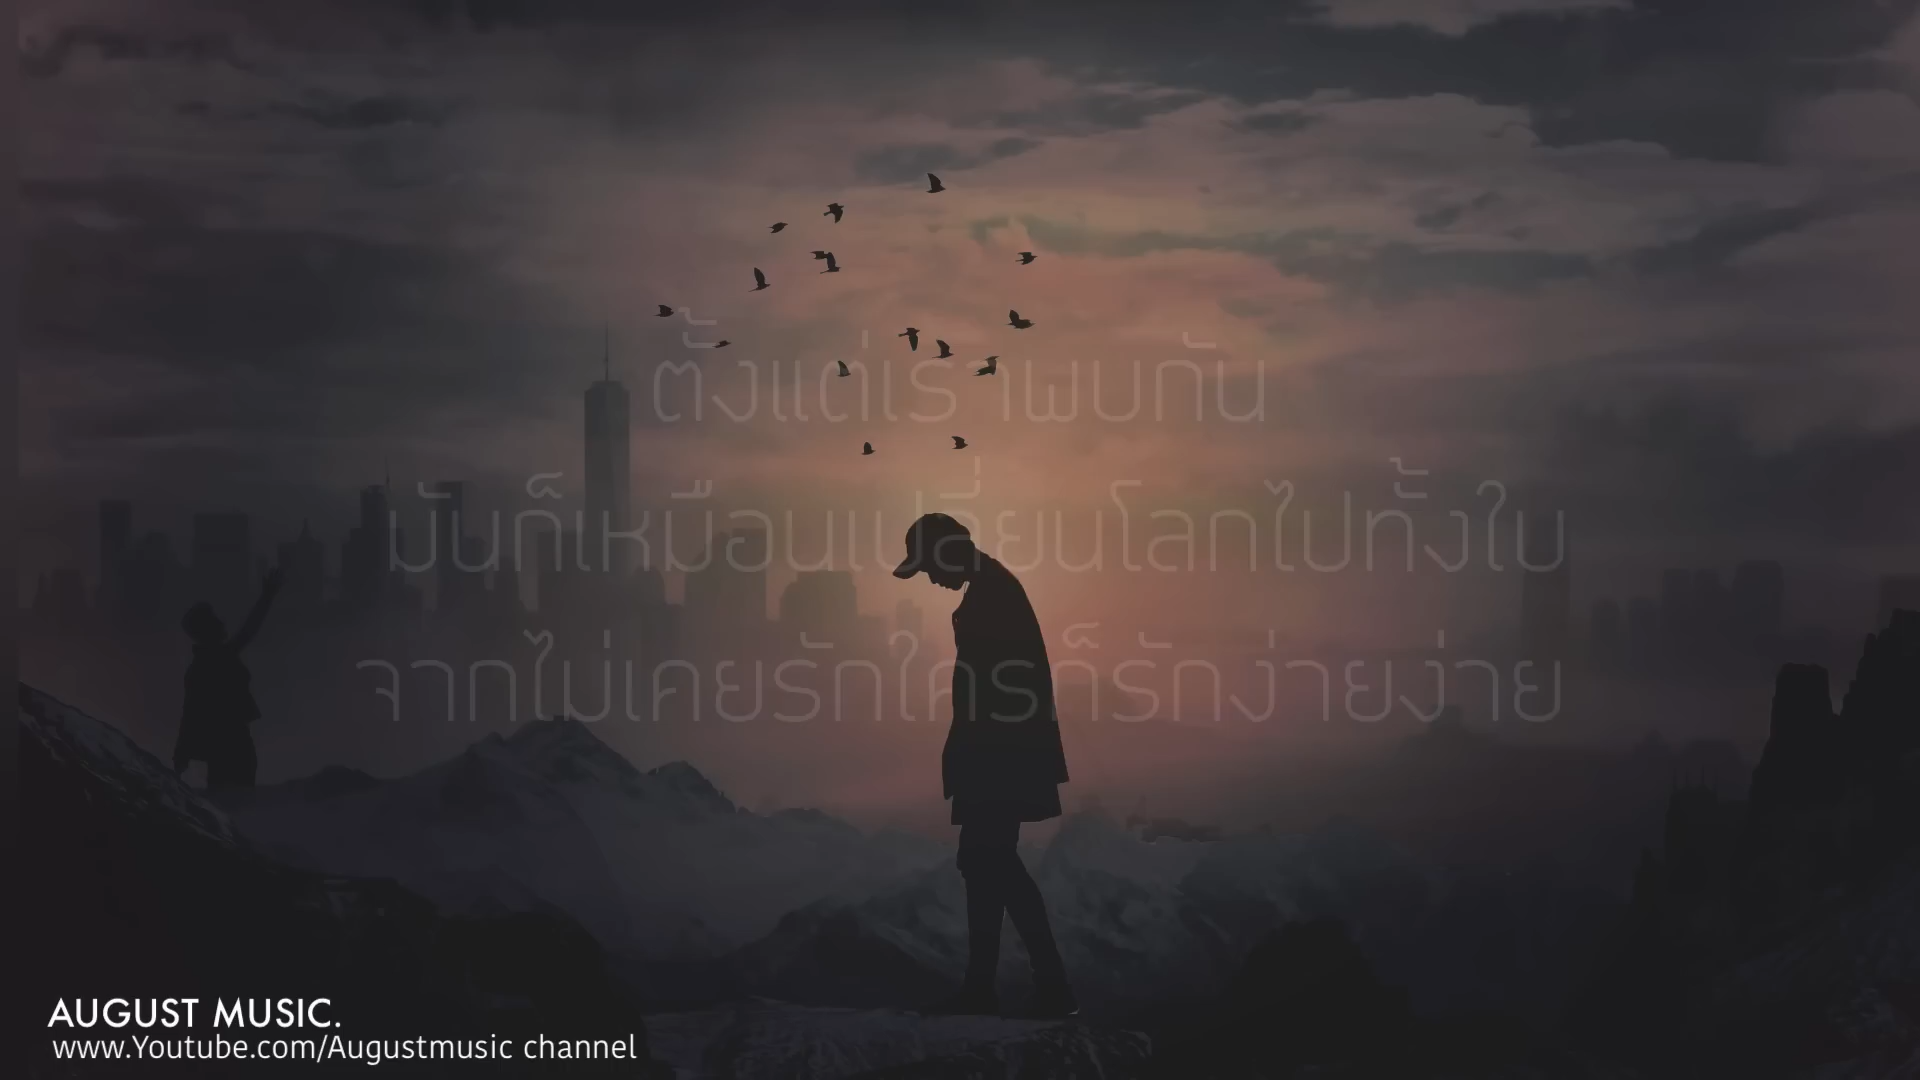 ตั้งแต่เราพบกัน
มันก็เหมือนเปลี่ยนโลกไปทั้งใบ
จากไม่เคยรักใครก็รักง่ายง่าย
AUGUST MUSIC.
www.Youtube.com/Augustmusic channel